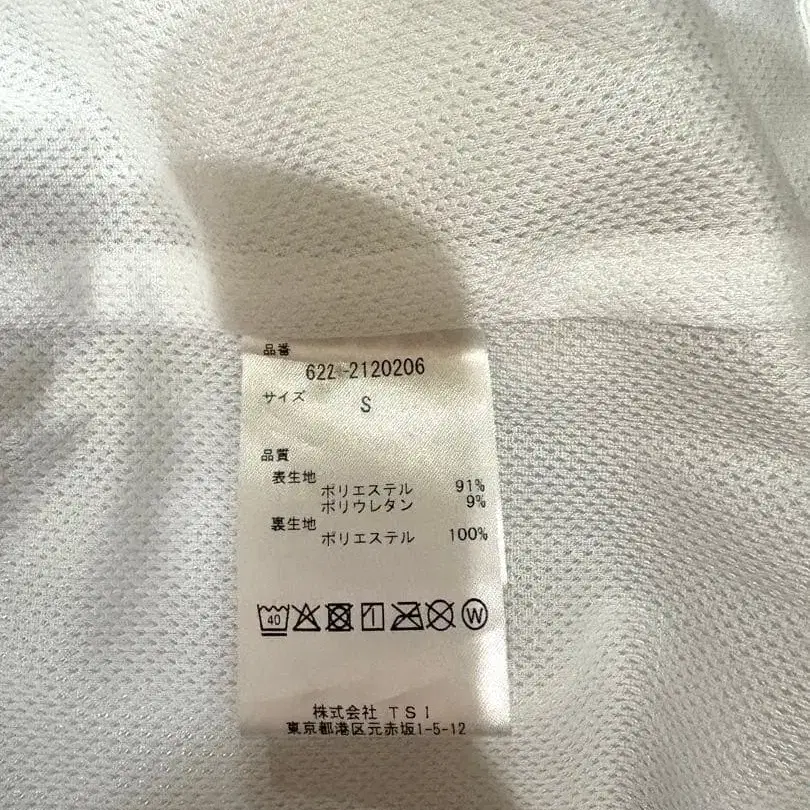 品番
622-2120206
サイズ
S
品質
表生地
ポリエステル 91%
ポリウレタン 9%
裏生地
ポリエステル 100%
40
W
株式会社 TSI
東京都港区元赤坂1-5-12